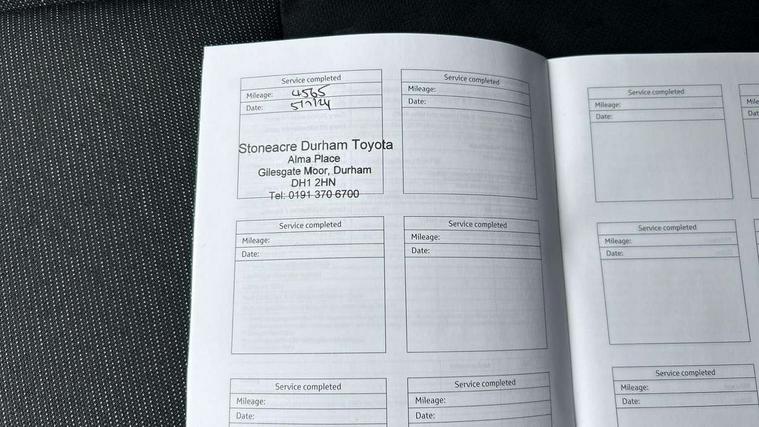 Service completed
Mileage: 4565
Date: 5/7/24
Stoneacre Durham Toyota
Alma Place
Gilesgate Moor, Durham
DH1 2HN
Tel: 0191 370 6700
Service completed
Mileage:
Date:
Service completed
Mileage:
Date:
Service completed
Mileage:
Date:
Service completed
Mileage:
Date:
Service completed
Mileage:
Date:
Service completed
Mileage:
Date:
Mile
Dat
Service completed
Mileage:
Date:
Service completed
Mileage:
Date: